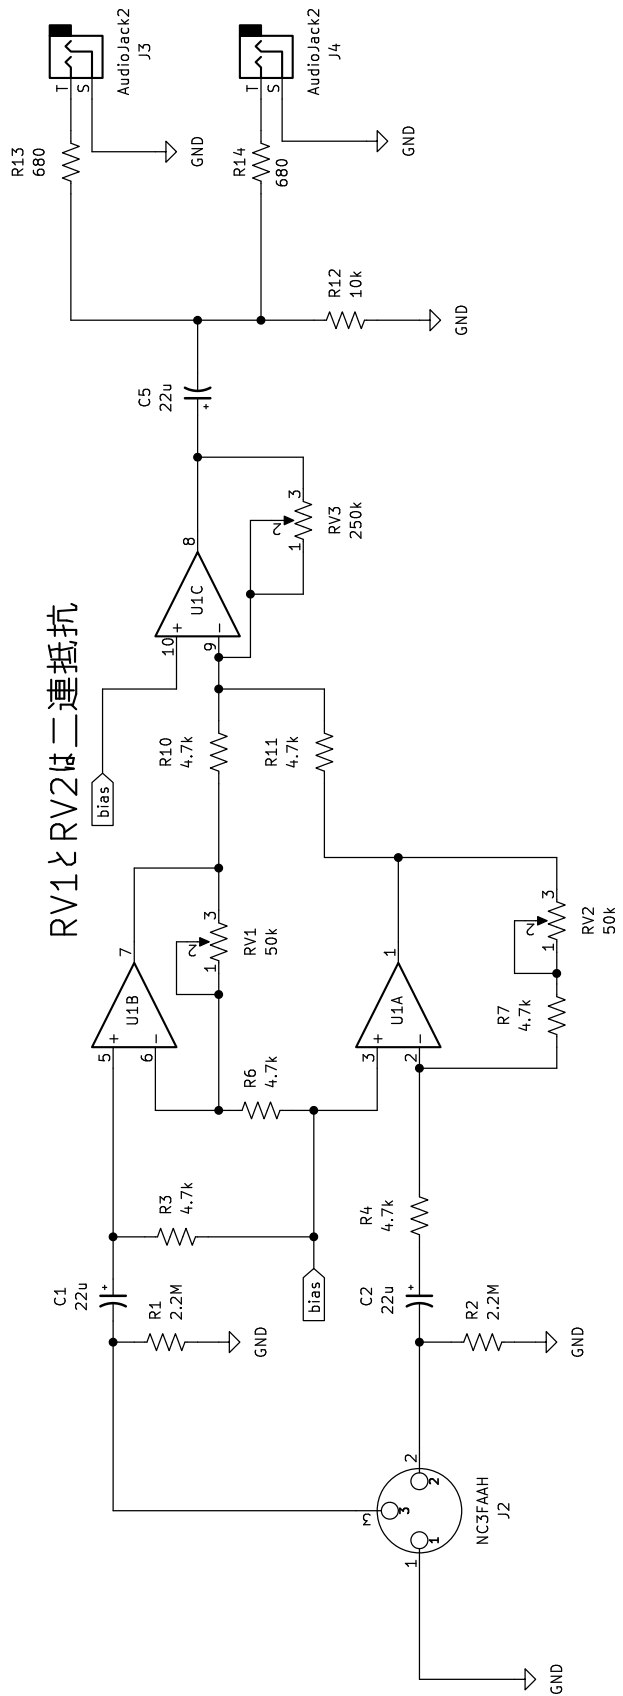 RV1とRV2は二連抵抗
J3
AudioJack2
T
S
R13
680
GND
J4
AudioJack2
T
S
R14
680
GND
R12
10k
GND
C5
22u
+
8
U1C
10
+
9
−
3
2
1
RV3
250k
bias
R10
4.7k
R11
4.7k
7
U1B
5
+
6
−
3
2
1
RV1
50k
R6
4.7k
1
U1A
3
+
2
−
3
2
1
RV2
50k
R7
4.7k
R3
4.7k
bias
C1
22u
+
R1
2.2M
GND
R4
4.7k
C2
22u
+
R2
2.2M
GND
3
3
2
2
1
1
NC3FAAH
J2
GND